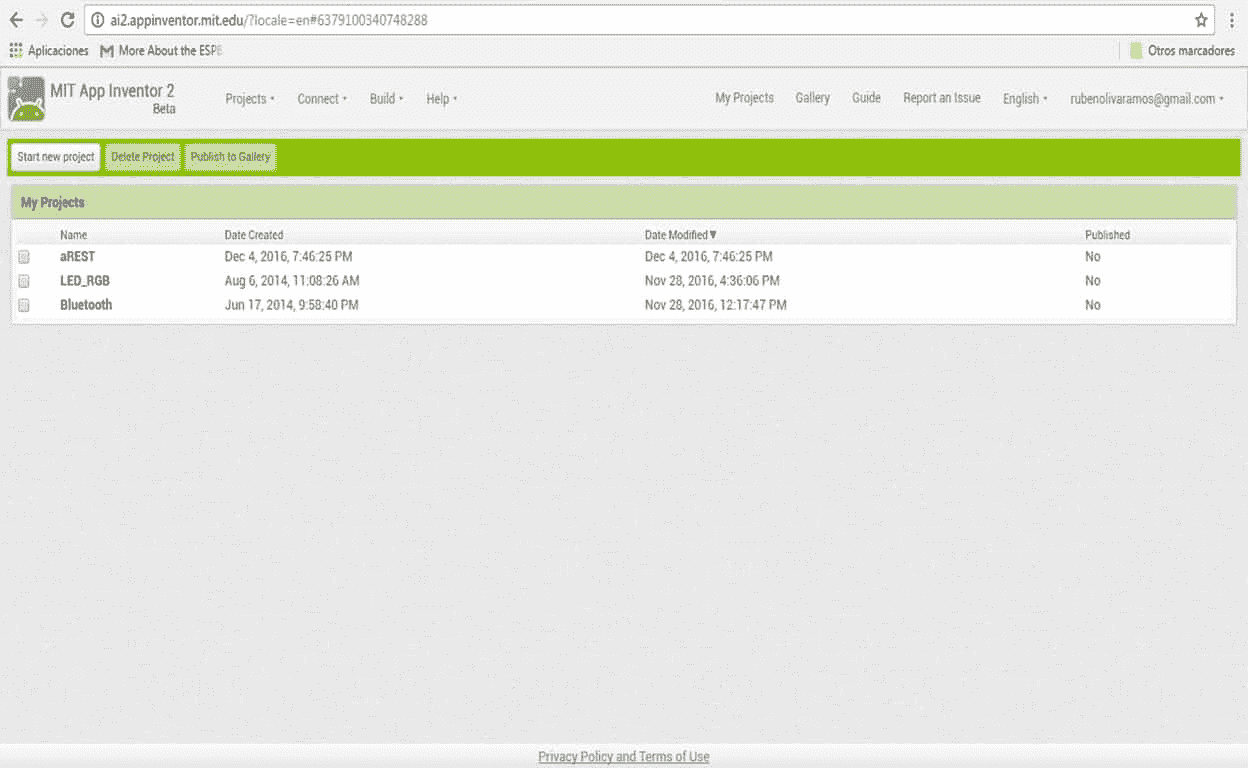 ai2.appinventor.mit.edu/?locale=en#6379100340748288
Aplicaciones More About the ESP8 Otros marcadores
MIT App Inventor 2
Beta
Projects Connect Build Help My Projects Gallery Guide Report an Issue English rubenolivaramos@gmail.com
Start new project Delete Project Publish to Gallery
My Projects
Name Date Created Date Modified▼ Published
aREST Dec 4, 2016, 7:46:25 PM Dec 4, 2016, 7:46:25 PM No
LED_RGB Aug 6, 2014, 11:08:26 AM Nov 28, 2016, 4:36:06 PM No
Bluetooth Jun 17, 2014, 9:58:40 PM Nov 28, 2016, 12:17:47 PM No
Privacy Policy and Terms of Use